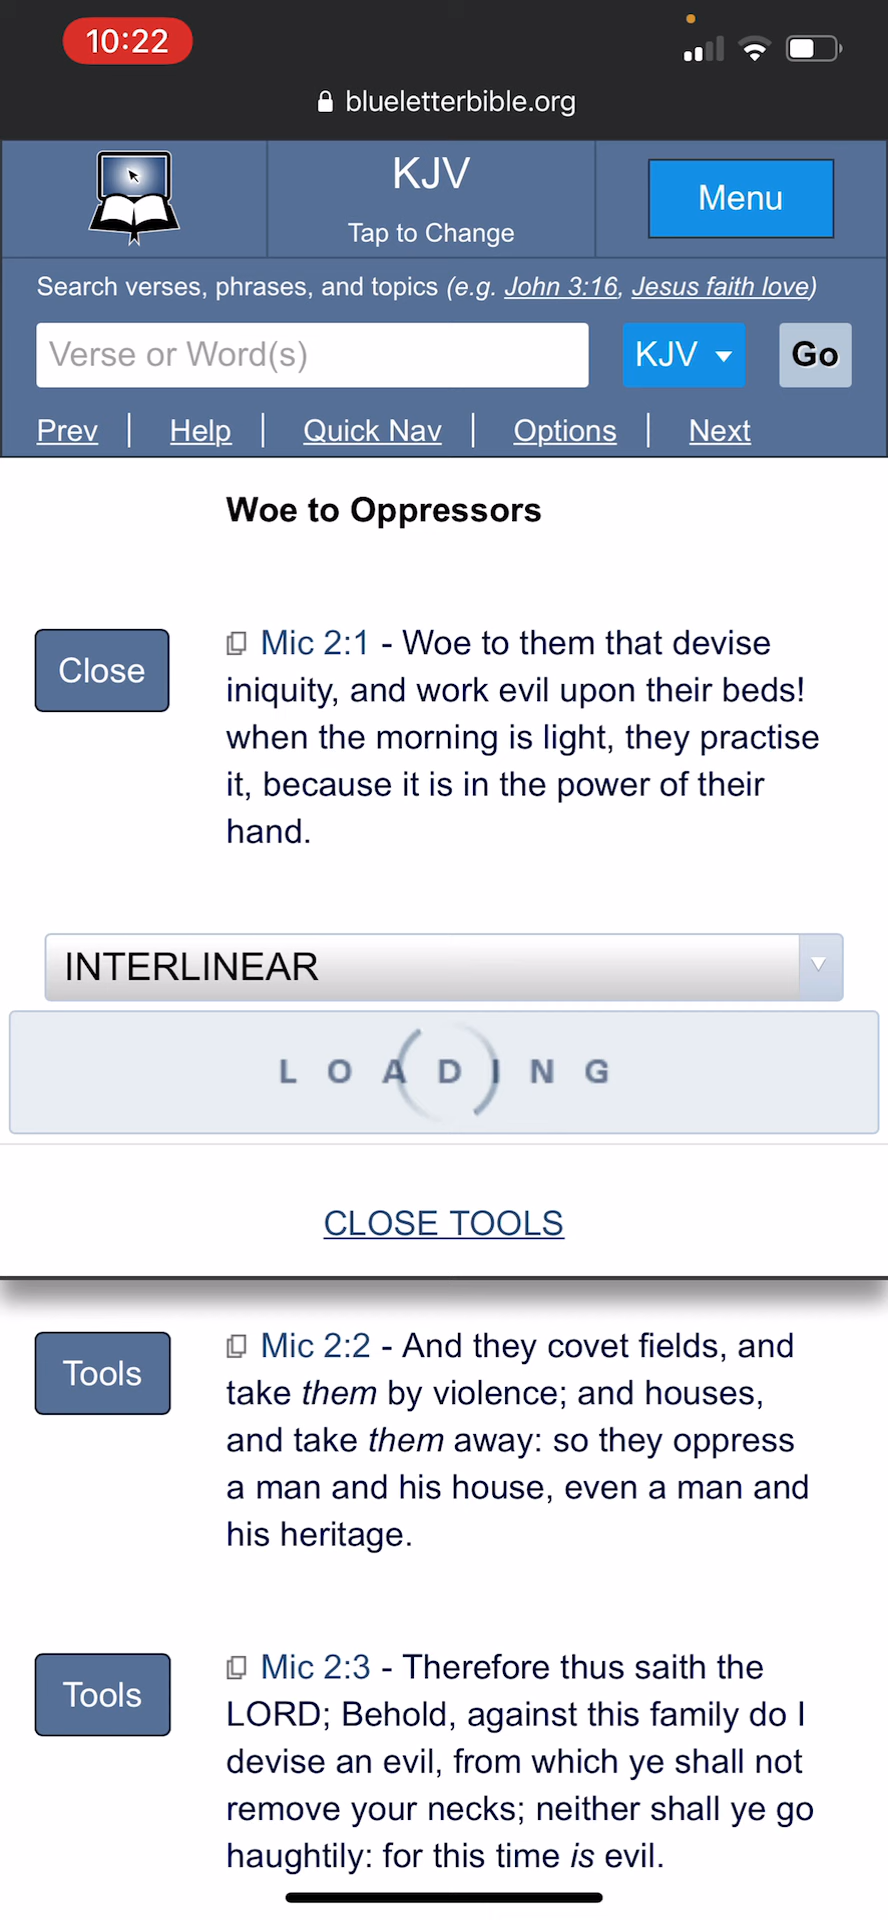 10:22
blueletterbible.org
KJV
Tap to Change
Menu
Search verses, phrases, and topics (e.g. John 3:16, Jesus faith love)
Verse or Word(s)
KJV
Go
Prev | Help | Quick Nav | Options | Next
Woe to Oppressors
Close
Mic 2:1 - Woe to them that devise
iniquity, and work evil upon their beds!
when the morning is light, they practise
it, because it is in the power of their
hand.
INTERLINEAR
LOADING
CLOSE TOOLS
Tools
Mic 2:2 - And they covet fields, and
take them by violence; and houses,
and take them away: so they oppress
a man and his house, even a man and
his heritage.
Tools
Mic 2:3 - Therefore thus saith the
LORD; Behold, against this family do I
devise an evil, from which ye shall not
remove your necks; neither shall ye go
haughtily: for this time is evil.